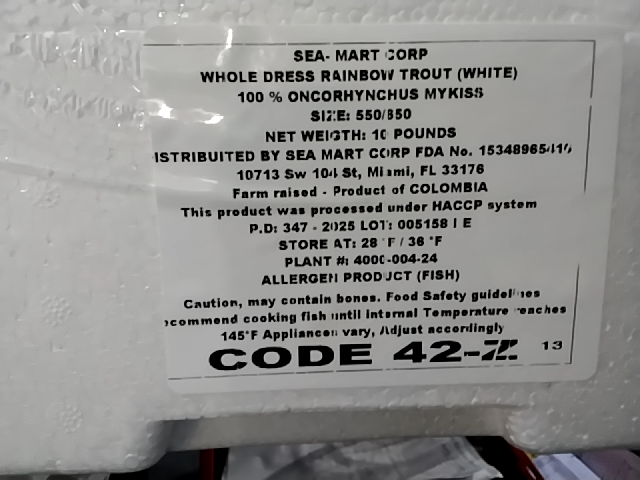 SEA- MART CORP
WHOLE DRESS RAINBOW TROUT (WHITE)
100 % ONCORHYNCHUS MYKISS
SIZE: 550/850
NET WEIGTH: 10 POUNDS
ISTRIBUITED BY SEA MART CORP FDA No.
10713 Sw 104 St, Miami, FL 33176
Farm raised - Product of COLOMBIA
This product was processed under HACCP system
P.D: 347 - 2025 LOT: 005158 I E
STORE AT: 28 °F / 36 °F
PLANT #: 4000-004-24
ALLERGEN PRODUCT (FISH)
Caution, may contain bones. Food Safety guidelines
ecommend cooking fish until Internal Temperature reaches
145°F Appliances vary, Adjust accordingly
CODE 42-Z 13